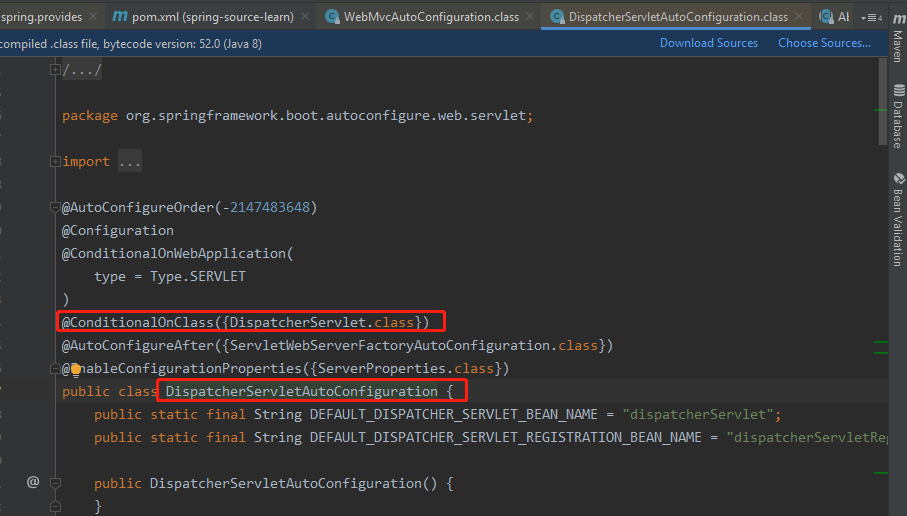 spring.provides
pom.xml (spring-source-learn)
WebMvcAutoConfiguration.class
DispatcherServletAutoConfiguration.class
compiled .class file, bytecode version: 52.0 (Java 8)
Download Sources
Choose Sources...
/.../
package org.springframework.boot.autoconfigure.web.servlet;
import ...
@AutoConfigureOrder(-2147483648)
@Configuration
@ConditionalOnWebApplication(
type = Type.SERVLET
)
@ConditionalOnClass({DispatcherServlet.class})
@AutoConfigureAfter({ServletWebServerFactoryAutoConfiguration.class})
@EnableConfigurationProperties({ServerProperties.class})
public class DispatcherServletAutoConfiguration {
public static final String DEFAULT_DISPATCHER_SERVLET_BEAN_NAME = "dispatcherServlet";
public static final String DEFAULT_DISPATCHER_SERVLET_REGISTRATION_BEAN_NAME = "dispatcherServletRe
@
public DispatcherServletAutoConfiguration() {
}
Maven
Database
Bean Validation